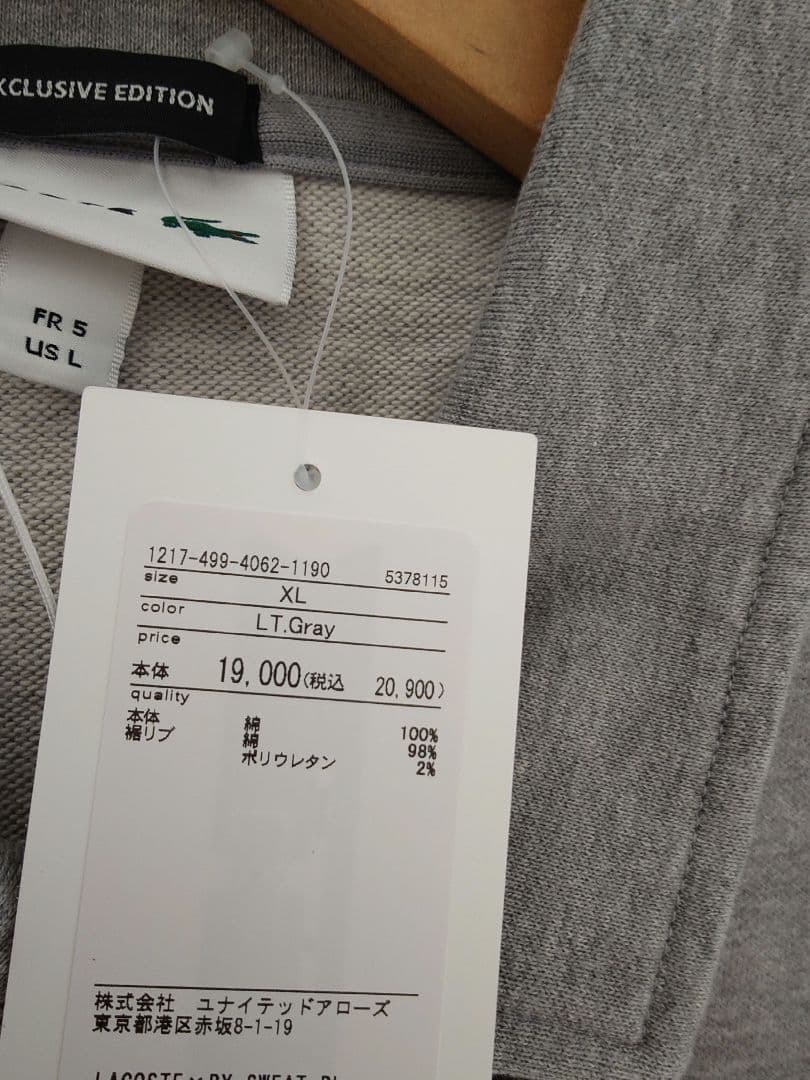 XCLUSIVE EDITION
FR 5
US L
1217-499-4062-1190 5378115
size XL
color LT.Gray
price
本体 19,000(税込 20,900)
quality
本体 綿 100%
裾リブ 綿 98%
ポリウレタン 2%
株式会社 ユナイテッドアローズ
東京都港区赤坂8-1-19
LACOSTE×BY SWEAT